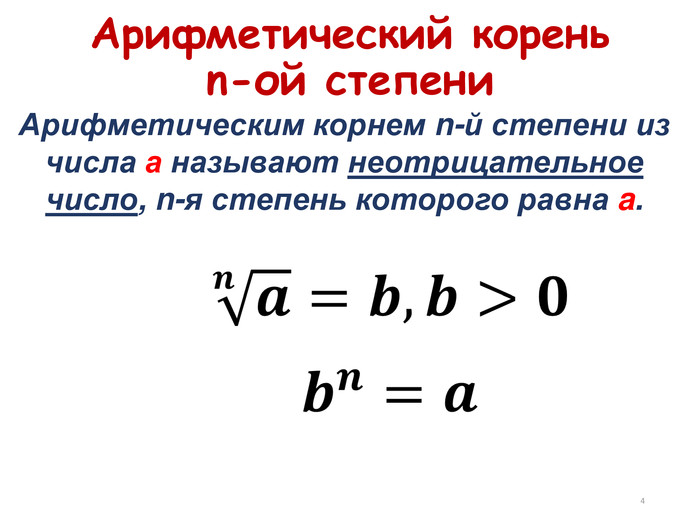 Арифметический корень
n-ой степени
Арифметическим корнем n-й степени из
числа а называют неотрицательное
число, n-я степень которого равна а.
ⁿ√a = b, b > 0
bⁿ = a
4